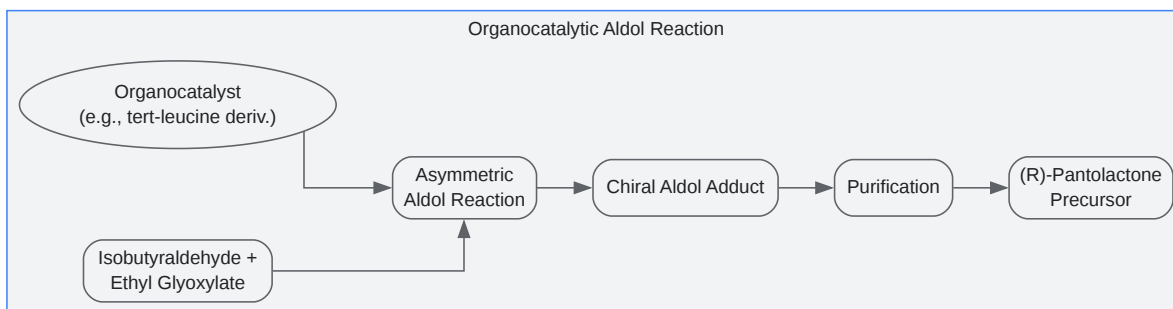 Organocatalytic Aldol Reaction
Organocatalyst
(e.g., tert-leucine deriv.)
Isobutyraldehyde +
Ethyl Glyoxylate
Asymmetric
Aldol Reaction
Chiral Aldol Adduct
Purification
(R)-Pantolactone
Precursor